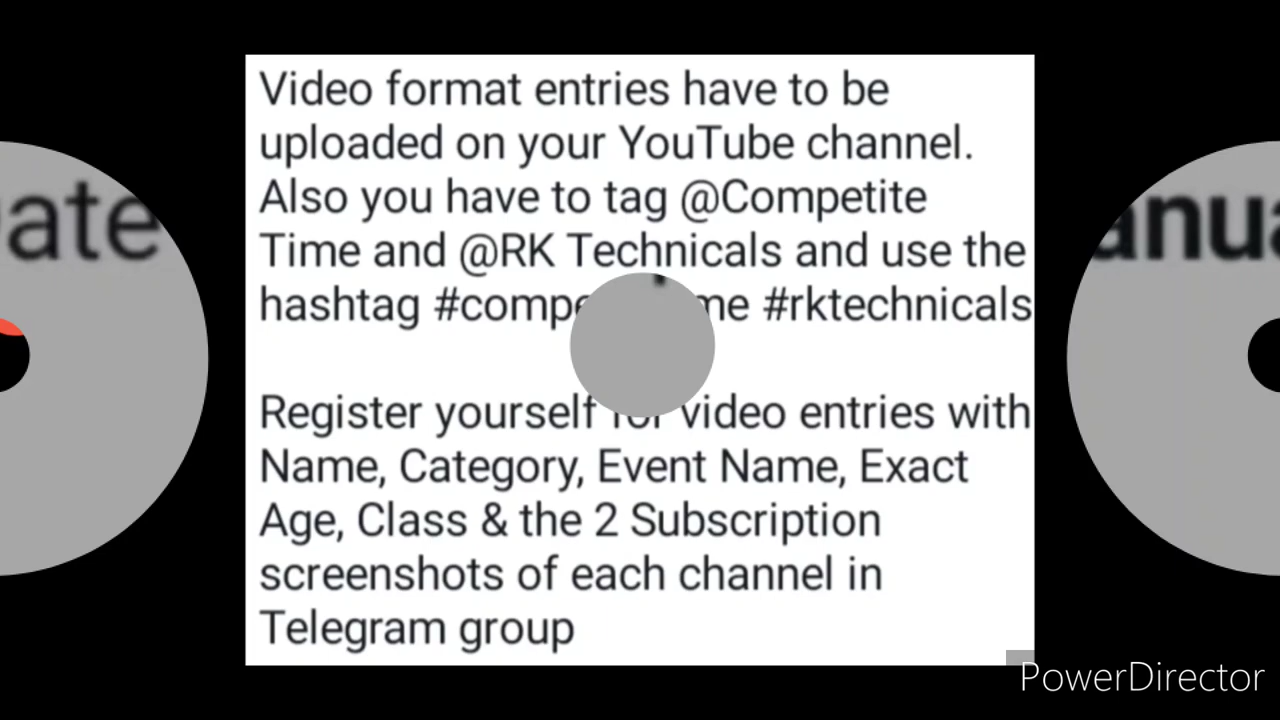 Video format entries have to be
uploaded on your YouTube channel.
Also you have to tag @Competite
Time and @RK Technicals and use the
hashtag #rktechnicals
Register yourself for video entries with
Name, Category, Event Name, Exact
Age, Class & the 2 Subscription
screenshots of each channel in
Telegram group
PowerDirector